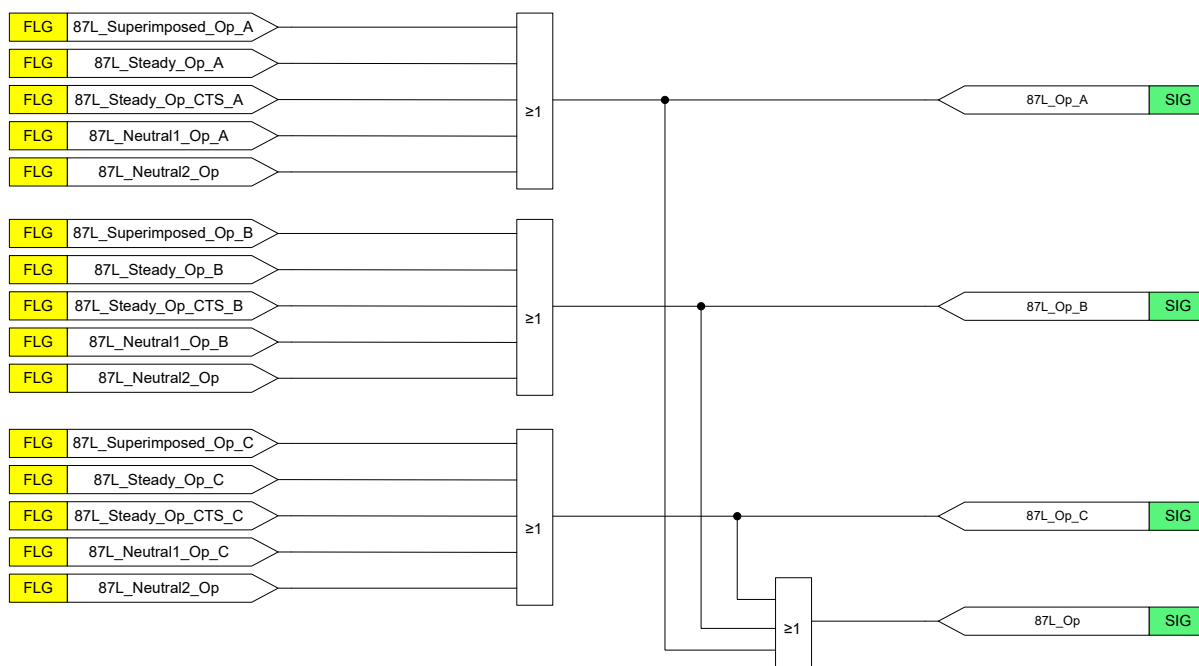 FLG 87L_Superimposed_Op_A
FLG 87L_Steady_Op_A
FLG 87L_Steady_Op_CTS_A
FLG 87L_Neutral1_Op_A
FLG 87L_Neutral2_Op
≥1
87L_Op_A SIG
FLG 87L_Superimposed_Op_B
FLG 87L_Steady_Op_B
FLG 87L_Steady_Op_CTS_B
FLG 87L_Neutral1_Op_B
FLG 87L_Neutral2_Op
≥1
87L_Op_B SIG
FLG 87L_Superimposed_Op_C
FLG 87L_Steady_Op_C
FLG 87L_Steady_Op_CTS_C
FLG 87L_Neutral1_Op_C
FLG 87L_Neutral2_Op
≥1
87L_Op_C SIG
≥1
87L_Op SIG